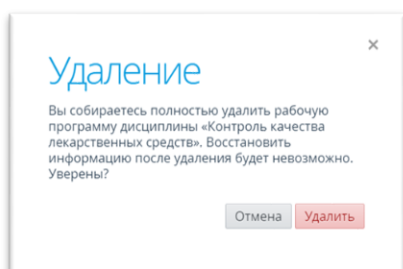 Удаление
Вы собираетесь полностью удалить рабочую
программу дисциплины «Контроль качества
лекарственных средств». Восстановить
информацию после удаления будет невозможно.
Уверены?
Отмена Удалить